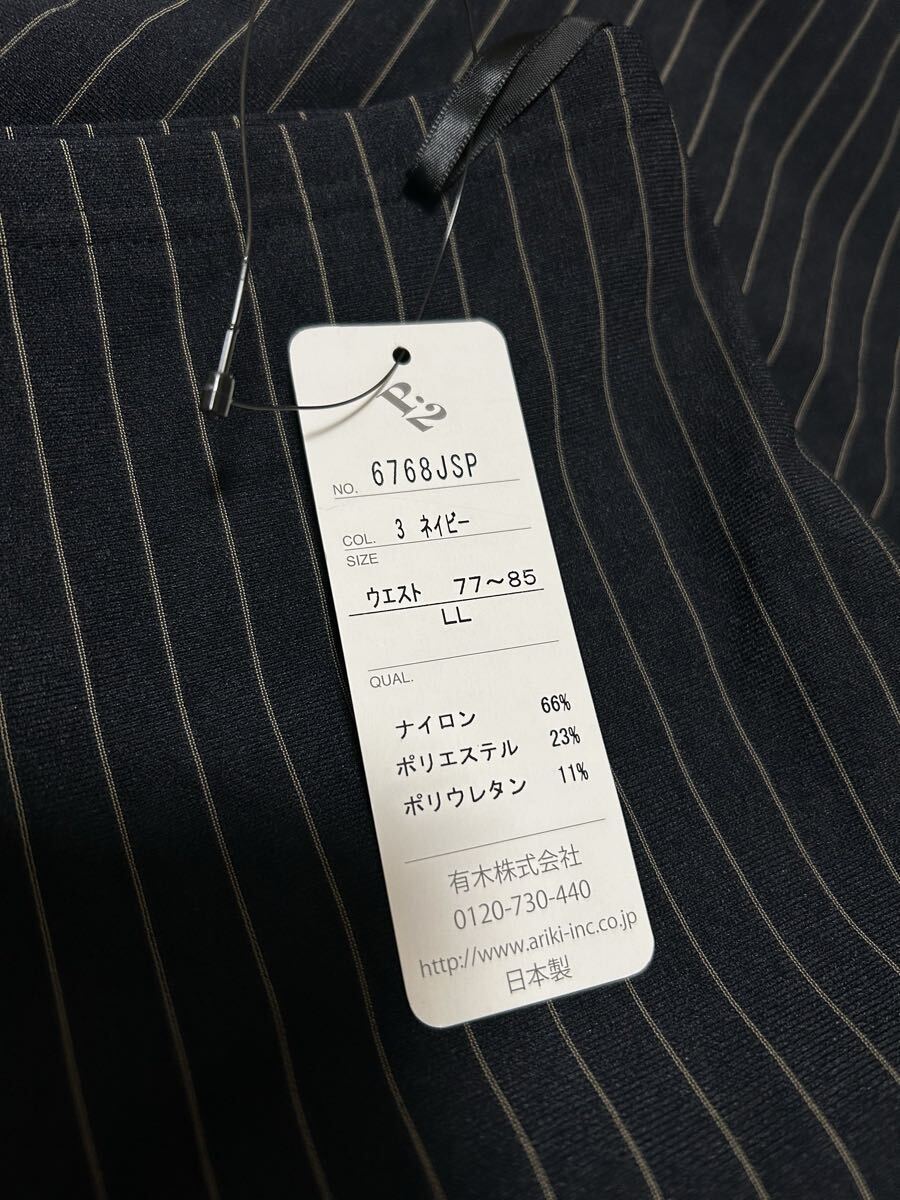 P.2
NO. 6768JSP
COL. 3 ネイビー
SIZE
ウエスト 77～85
LL
QUAL.
ナイロン 66%
ポリエステル 23%
ポリウレタン 11%
有木株式会社
0120-730-440
http://www.ariki-inc.co.jp
日本製